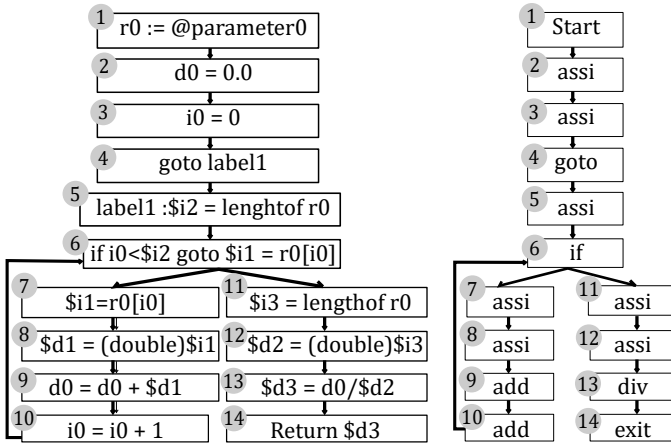 1
r0 := @parameter0
2
d0 = 0.0
3
i0 = 0
4
goto label1
5
label1 :$i2 = lenghtof r0
6
if i0<$i2 goto $i1 = r0[i0]
7
$i1=r0[i0]
8
$d1 = (double)$i1
9
d0 = d0 + $d1
10
i0 = i0 + 1
11
$i3 = lengthof r0
12
$d2 = (double)$i3
13
$d3 = d0/$d2
14
Return $d3
1
Start
2
assi
3
assi
4
goto
5
assi
6
if
7
assi
8
assi
9
add
10
add
11
assi
12
assi
13
div
14
exit